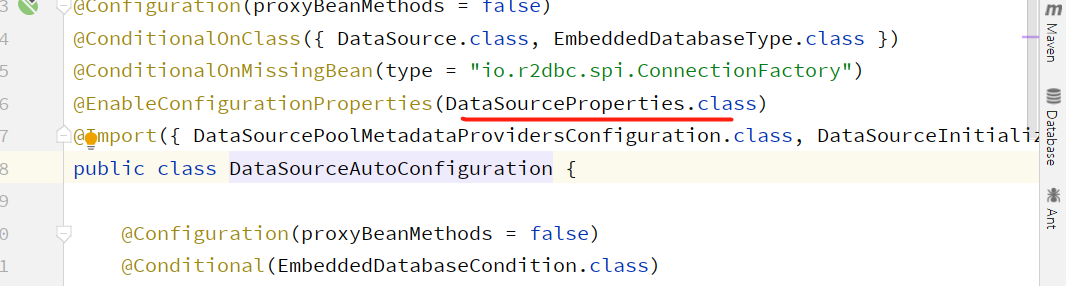 3 @Configuration(proxyBeanMethods = false)
4 @ConditionalOnClass({ DataSource.class, EmbeddedDatabaseType.class })
5 @ConditionalOnMissingBean(type = "io.r2dbc.spi.ConnectionFactory")
6 @EnableConfigurationProperties(DataSourceProperties.class)
7 @Import({ DataSourcePoolMetadataProvidersConfiguration.class, DataSourceInitializ
8 public class DataSourceAutoConfiguration {
9
0 @Configuration(proxyBeanMethods = false)
1 @Conditional(EmbeddedDatabaseCondition.class)
m Maven
Database
Ant